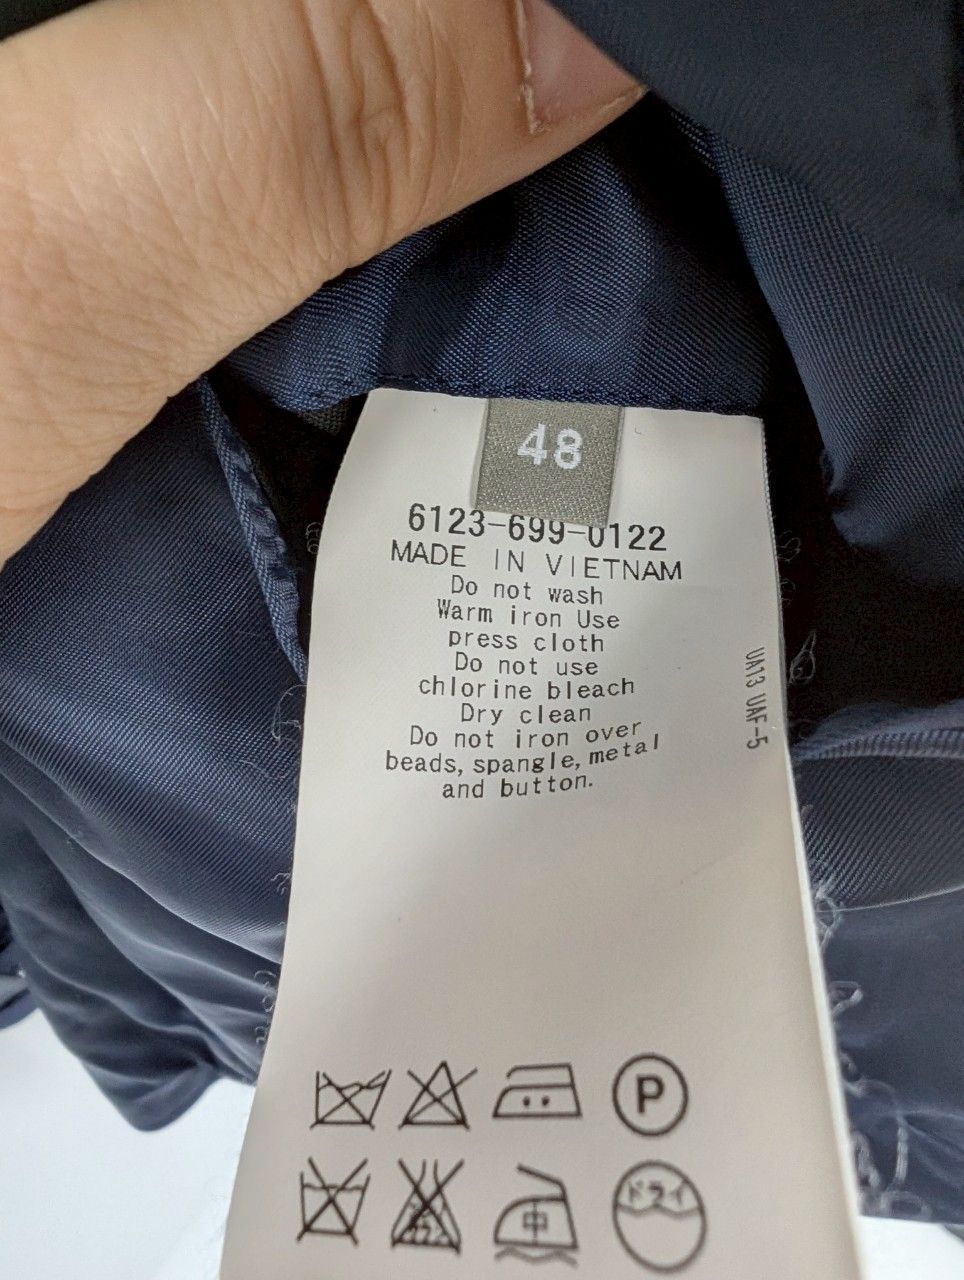 48
6123-699-0122
MADE IN VIETNAM
Do not wash
Warm iron Use
press cloth
Do not use
chlorine bleach
Dry clean
Do not iron over
beads, spangle, metal
and button.
UA13 UAF-5
P
中
ドライ